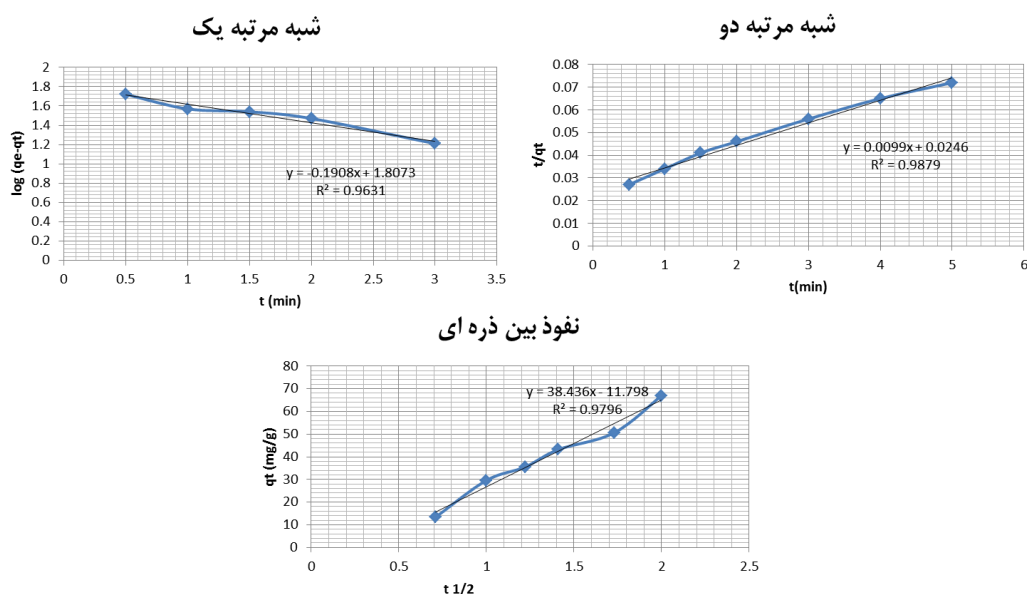 شبه مرتبه یک
2
1.8
1.6
1.4
1.2
1
0.8
0.6
0.4
0.2
0
log (qe-qt)
y = -0.1908x + 1.8073
R² = 0.9631
0 0.5 1 1.5 2 2.5 3 3.5
t (min)
شبه مرتبه دو
0.08
0.07
0.06
0.05
0.04
0.03
0.02
0.01
0
t/qt
y = 0.0099x + 0.0246
R² = 0.9879
0 1 2 3 4 5 6
t(min)
نفوذ بین ذره ای
80
70
60
50
40
30
20
10
0
qt (mg/g)
y = 38.436x - 11.798
R² = 0.9796
0 0.5 1 1.5 2 2.5
t 1/2